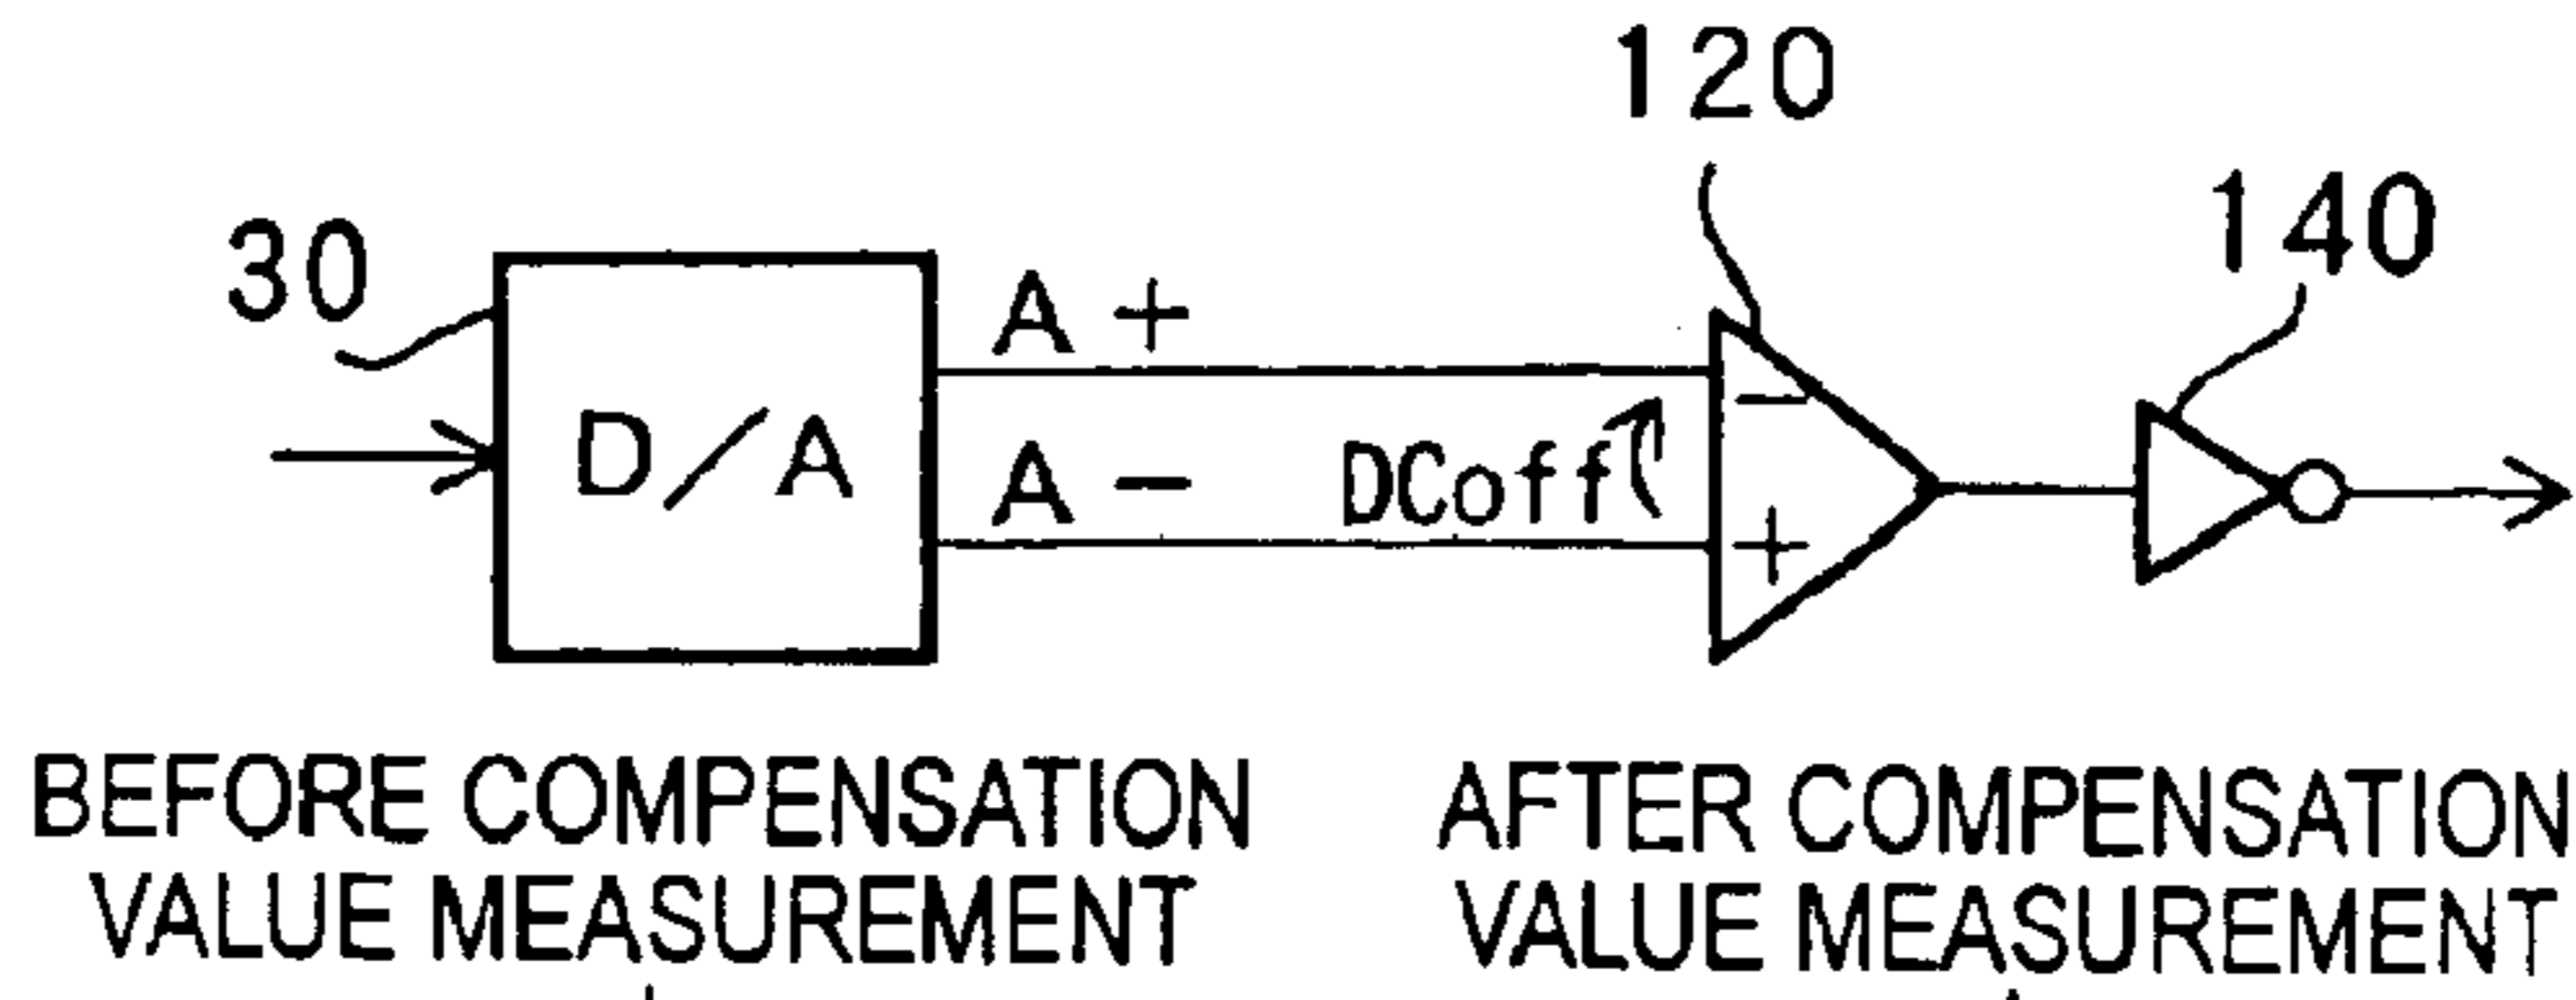 120
140
30
A+
D/A
A-
DCoff
-
+
BEFORE COMPENSATION
VALUE MEASUREMENT
AFTER COMPENSATION
VALUE MEASUREMENT